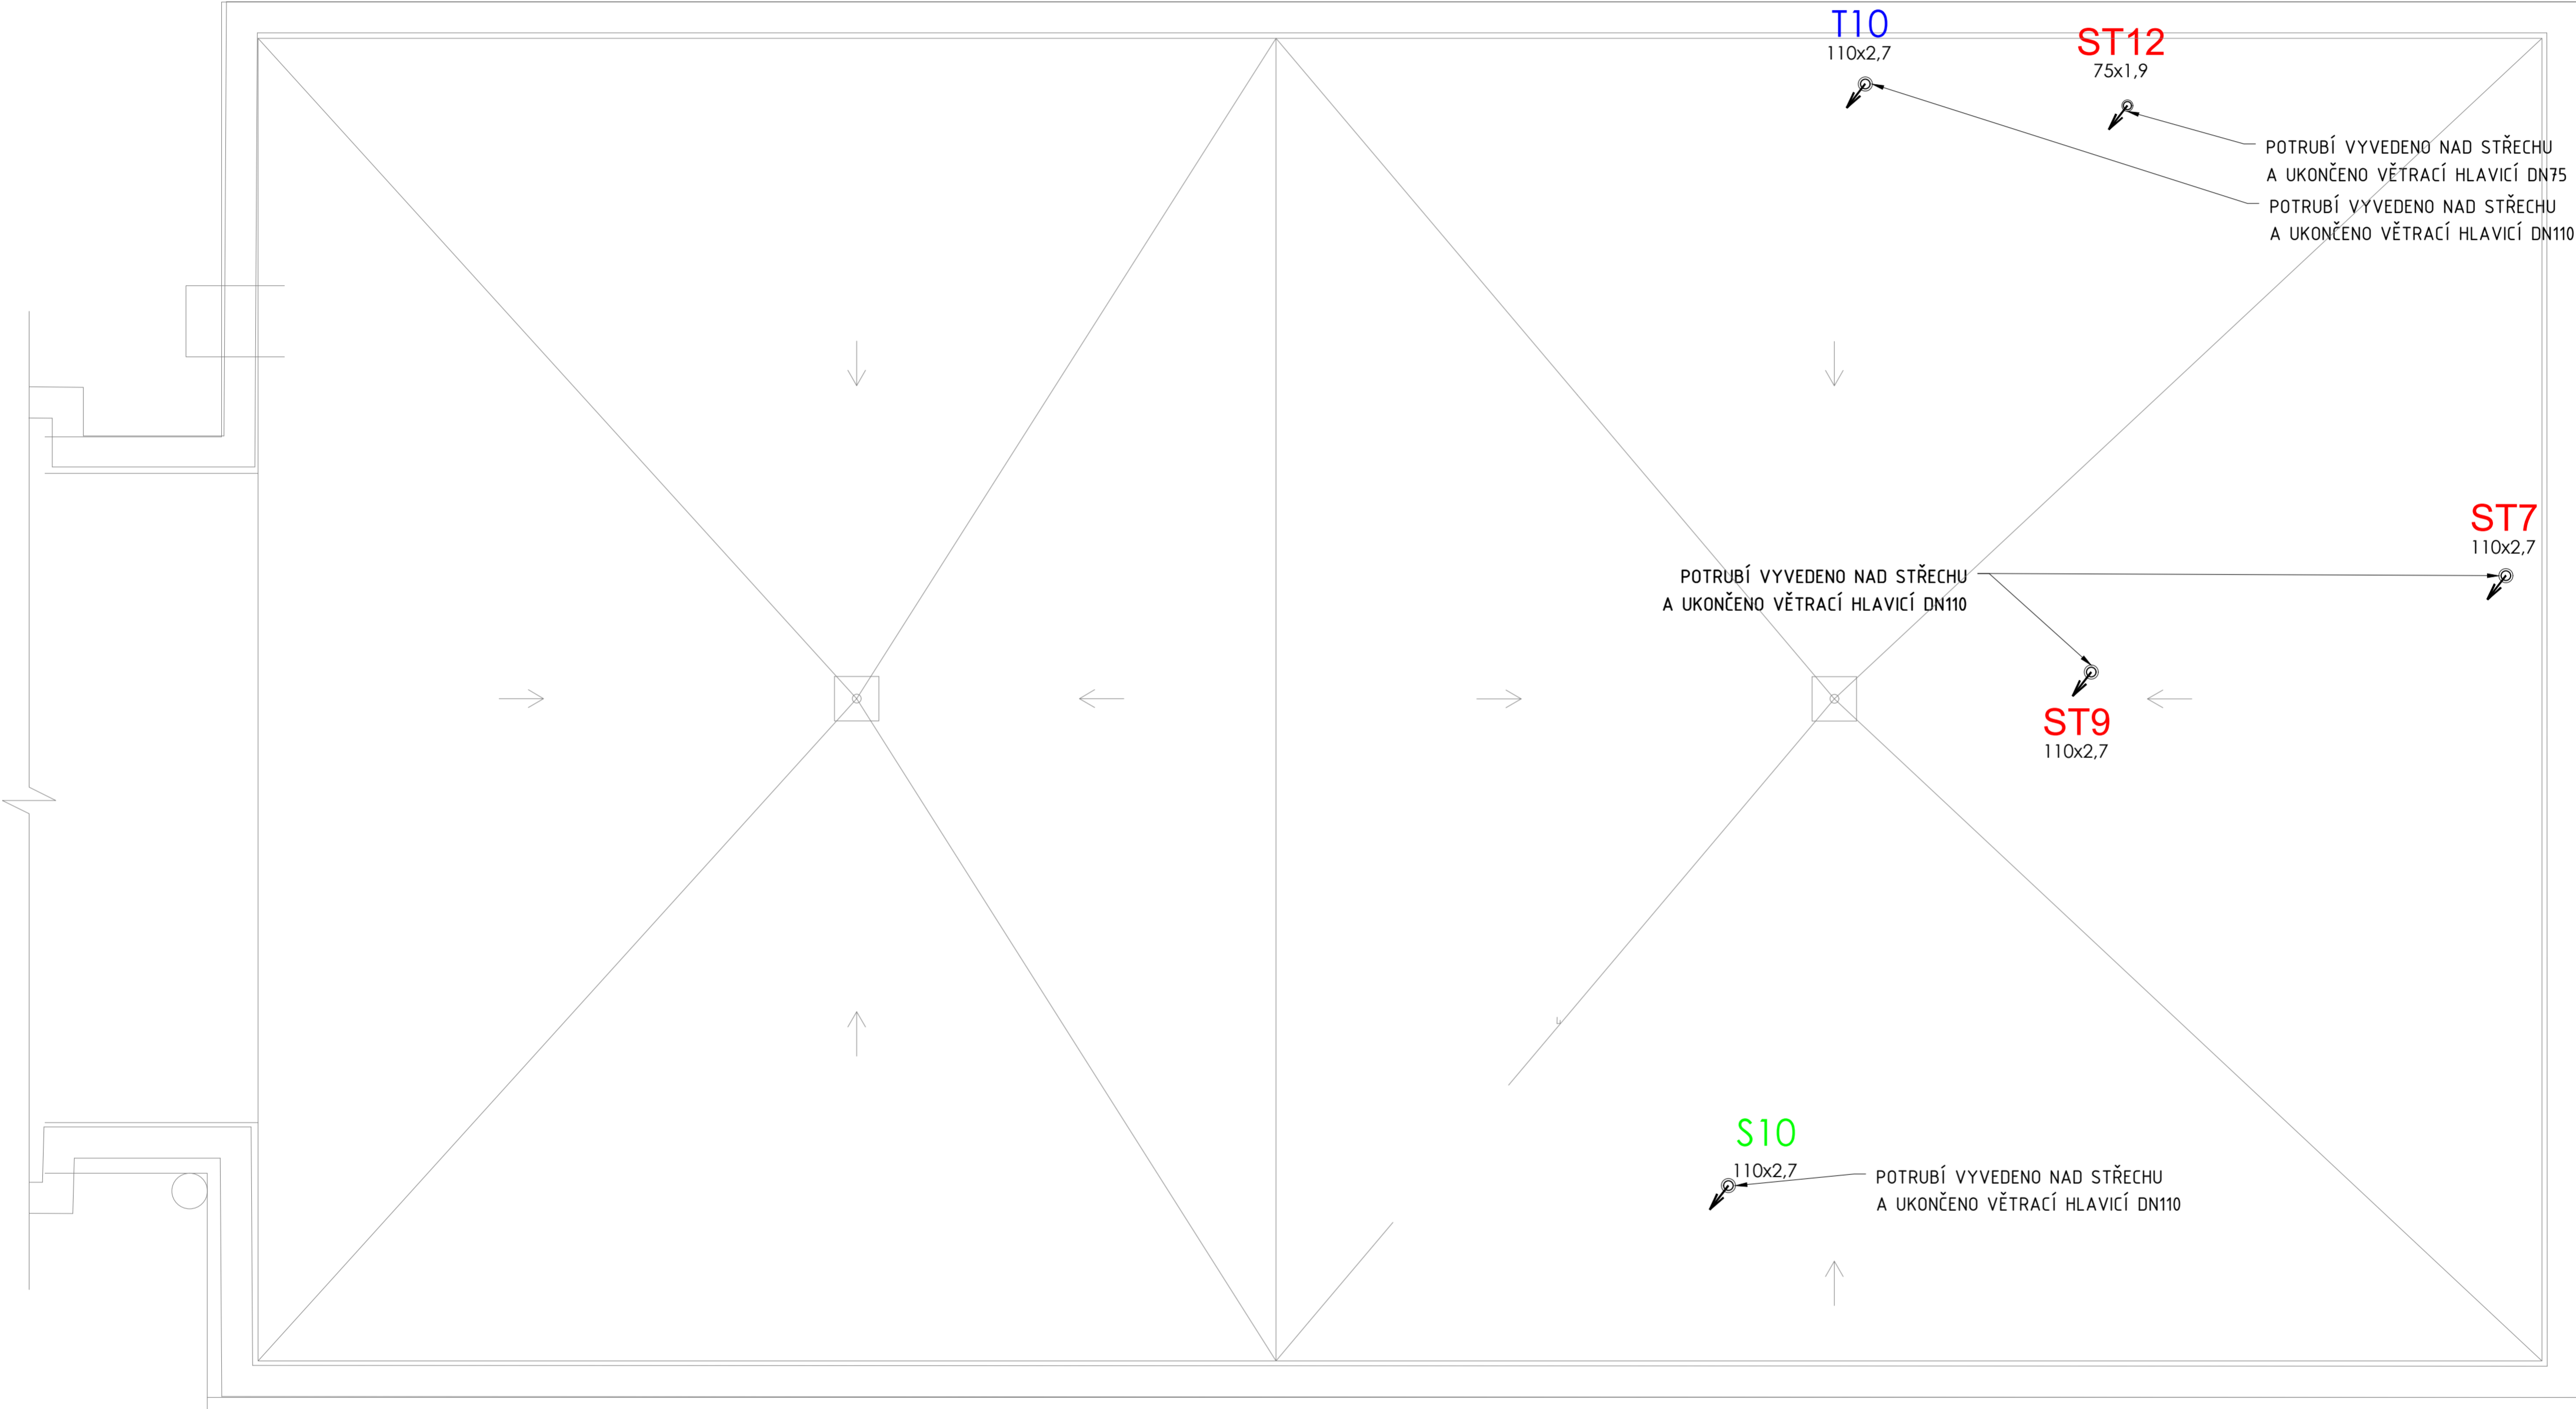 T10
110x2,7
ST12
75x1,9
POTRUBÍ VYVEDENO NAD STŘECHU
A UKONČENO VĚTRACÍ HLAVICÍ DN75
POTRUBÍ VYVEDENO NAD STŘECHU
A UKONČENO VĚTRACÍ HLAVICÍ DN110
ST7
110x2,7
POTRUBÍ VYVEDENO NAD STŘECHU
A UKONČENO VĚTRACÍ HLAVICÍ DN110
ST9
110x2,7
S10
110x2,7
POTRUBÍ VYVEDENO NAD STŘECHU
A UKONČENO VĚTRACÍ HLAVICÍ DN110